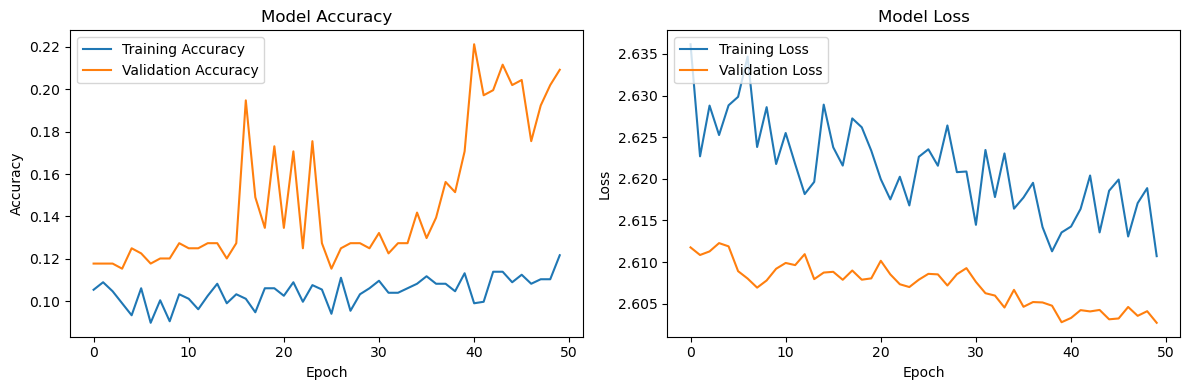 Model Accuracy
Training Accuracy
Validation Accuracy
0.22
0.20
0.18
0.16
0.14
0.12
0.10
Accuracy
0 10 20 30 40 50
Epoch
Model Loss
Training Loss
Validation Loss
2.635
2.630
2.625
2.620
2.615
2.610
2.605
Loss
0 10 20 30 40 50
Epoch